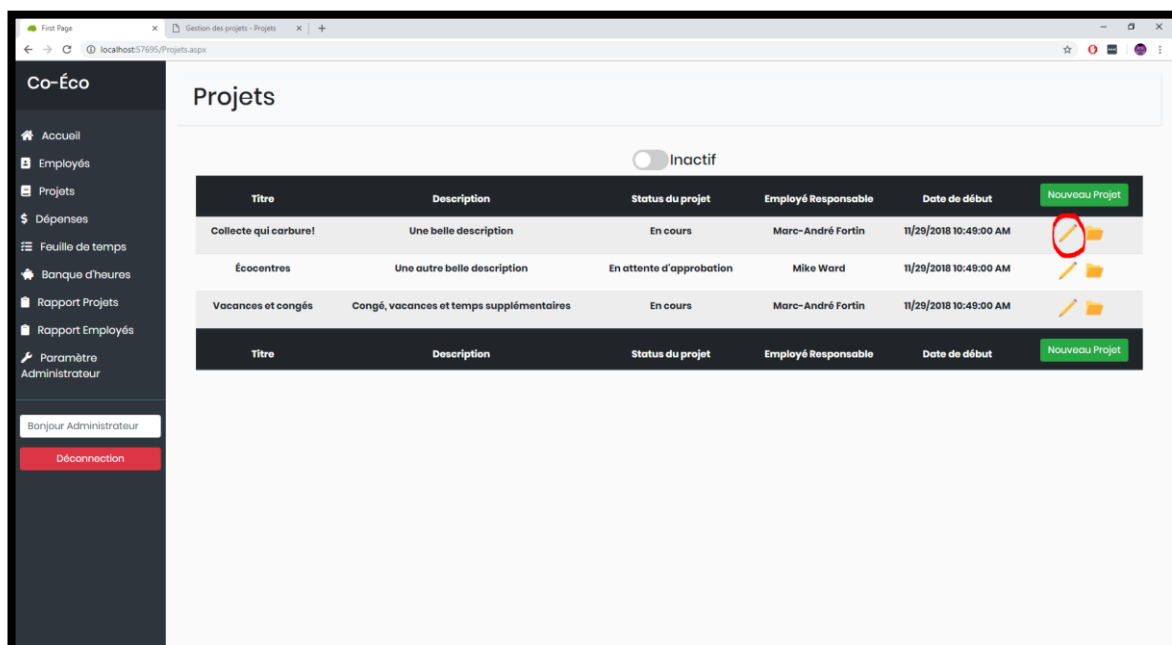 First Page
Gestion des projets - Projets
localhost:57695/Projets.aspx
Co-Éco
Accueil
Employés
Projets
$ Dépenses
Feuille de temps
Banque d'heures
Rapport Projets
Rapport Employés
Paramètre
Administrateur
Bonjour Administrateur
Déconnection
Projets
Inactif
Titre Description Status du projet Employé Responsable Date de début Nouveau Projet
Collecte qui carbure! Une belle description En cours Marc-André Fortin 11/29/2018 10:49:00 AM
Écocentres Une autre belle description En attente d'approbation Mike Ward 11/29/2018 10:49:00 AM
Vacances et congés Congé, vacances et temps supplémentaires En cours Marc-André Fortin 11/29/2018 10:49:00 AM
Titre Description Status du projet Employé Responsable Date de début Nouveau Projet